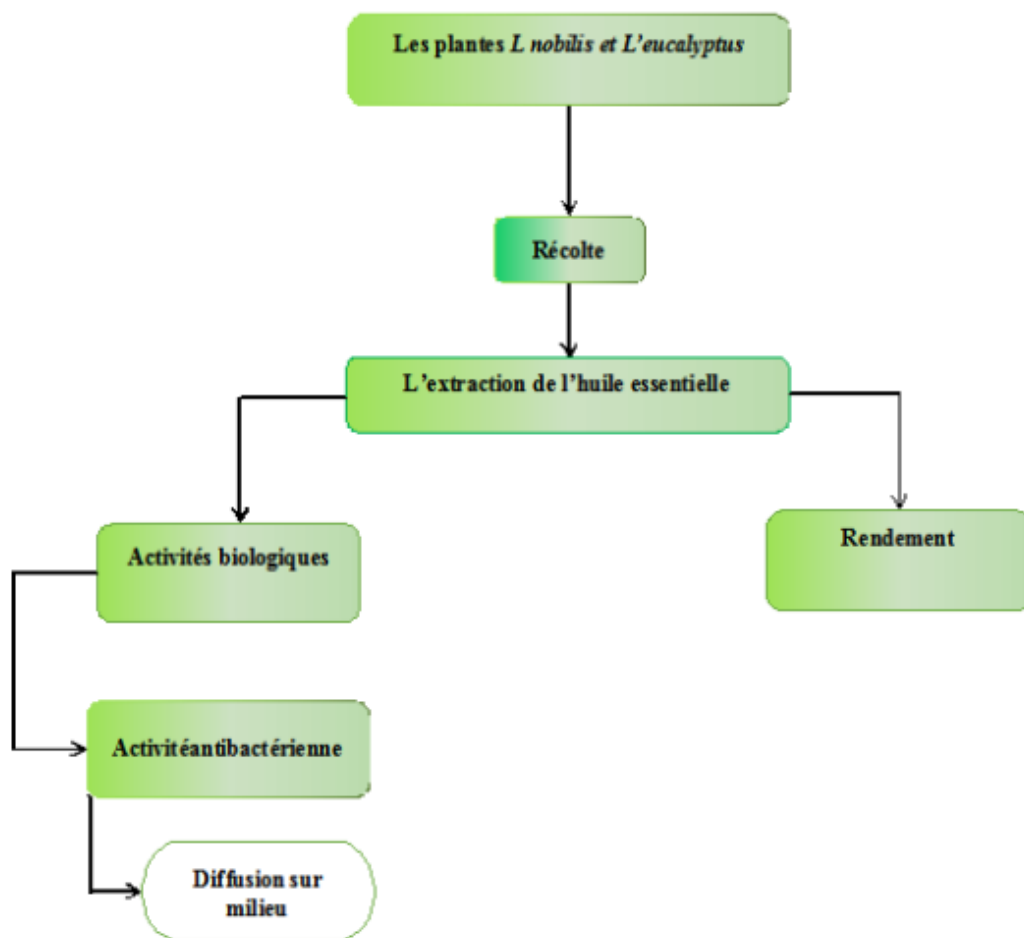 Les plantes L nobilis et L'eucalyptus
Récolte
L'extraction de l'huile essentielle
Activités biologiques
Rendement
Activitéantibactérienne
Diffusion sur
milieu